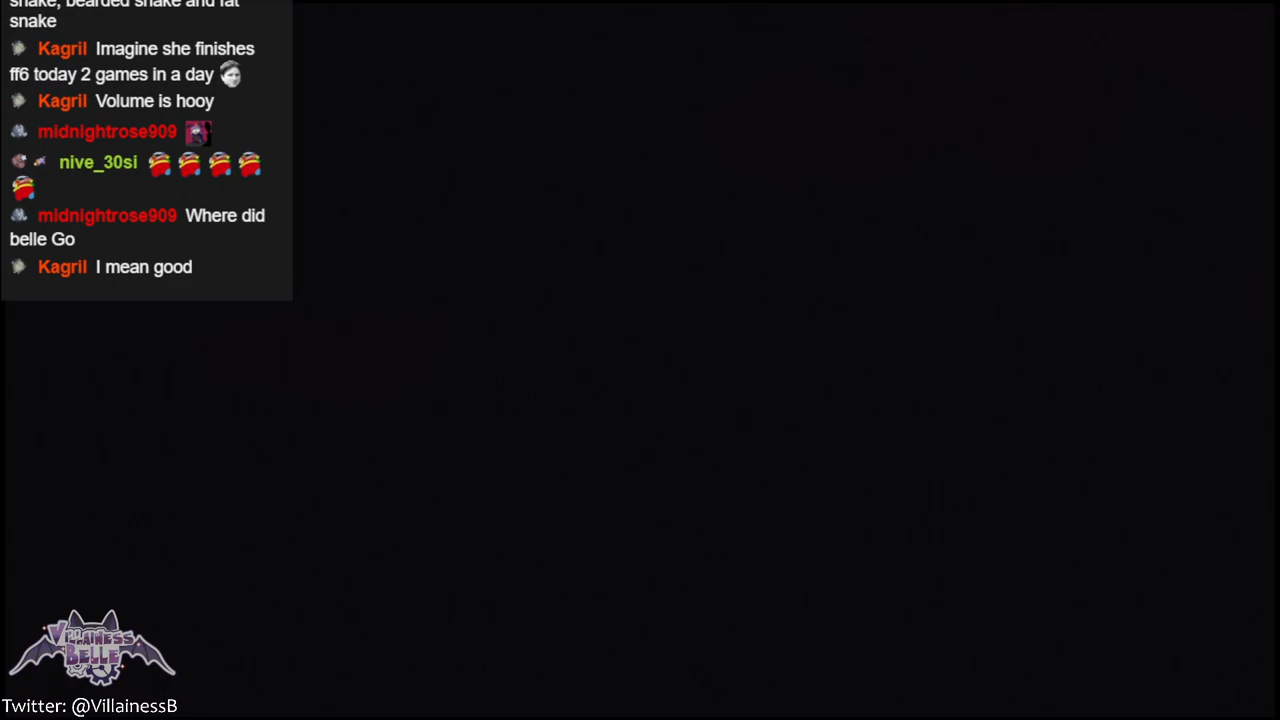 snake, bearded snake and fat
snake
Kagril Imagine she finishes
ff6 today 2 games in a day
Kagril Volume is hooy
midnightrose909
nive_30si
midnightrose909 Where did
belle Go
Kagril I mean good
VILLAINESS
BELLE
Twitter: @VillainessB